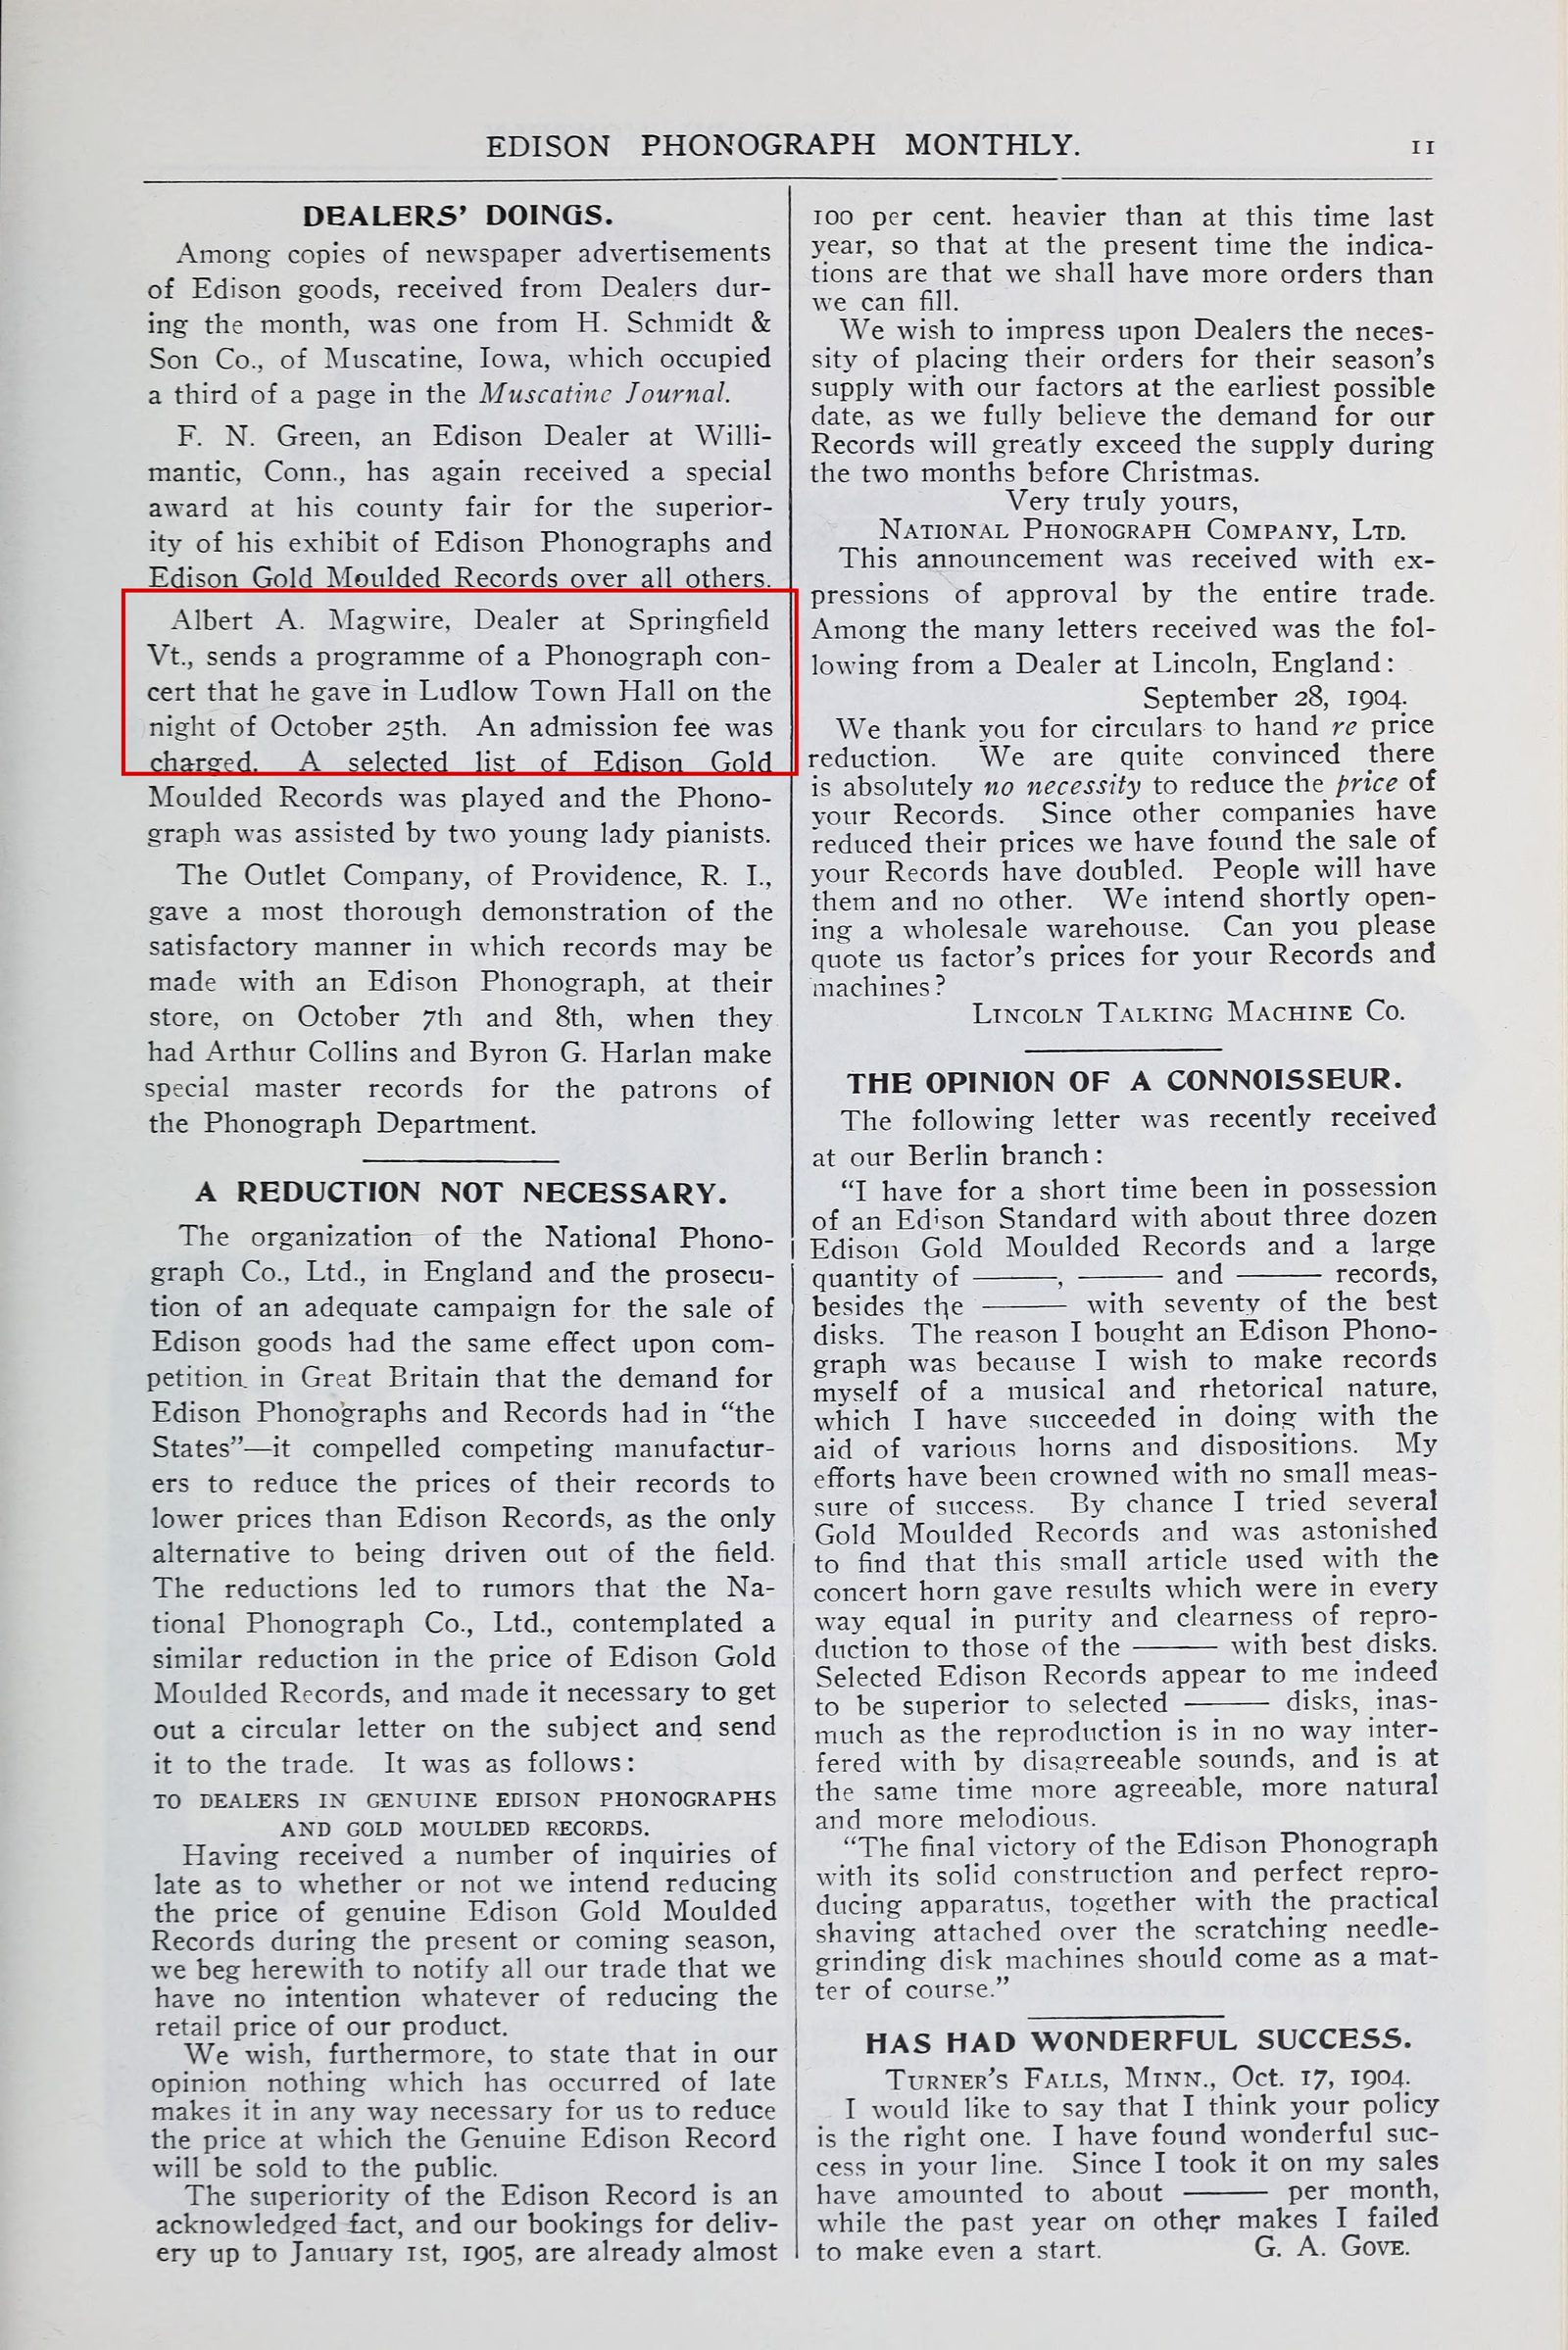 EDISON PHONOGRAPH MONTHLY. 11
DEALERS' DOINGS.
Among copies of newspaper advertisements
of Edison goods, received from Dealers dur-
ing the month, was one from H. Schmidt &
Son Co., of Muscatine, Iowa, which occupied
a third of a page in the Muscatine Journal.
F. N. Green, an Edison Dealer at Willi-
mantic, Conn., has again received a special
award at his county fair for the superior-
ity of his exhibit of Edison Phonographs and
Edison Gold Moulded Records over all others.
Albert A. Magwire, Dealer at Springfield
Vt., sends a programme of a Phonograph con-
cert that he gave in Ludlow Town Hall on the
night of October 25th. An admission fee was
charged. A selected list of Edison Gold
Moulded Records was played and the Phono-
graph was assisted by two young lady pianists.
The Outlet Company, of Providence, R. I.,
gave a most thorough demonstration of the
satisfactory manner in which records may be
made with an Edison Phonograph, at their
store, on October 7th and 8th, when they
had Arthur Collins and Byron G. Harlan make
special master records for the patrons of
the Phonograph Department.
A REDUCTION NOT NECESSARY.
The organization of the National Phono-
graph Co., Ltd., in England and the prosecu-
tion of an adequate campaign for the sale of
Edison goods had the same effect upon com-
petition in Great Britain that the demand for
Edison Phonographs and Records had in "the
States"—it compelled competing manufactur-
ers to reduce the prices of their records to
lower prices than Edison Records, as the only
alternative to being driven out of the field.
The reductions led to rumors that the Na-
tional Phonograph Co., Ltd., contemplated a
similar reduction in the price of Edison Gold
Moulded Records, and made it necessary to get
out a circular letter on the subject and send
it to the trade. It was as follows:
TO DEALERS IN GENUINE EDISON PHONOGRAPHS
AND GOLD MOULDED RECORDS.
Having received a number of inquiries of
late as to whether or not we intend reducing
the price of genuine Edison Gold Moulded
Records during the present or coming season,
we beg herewith to notify all our trade that we
have no intention whatever of reducing the
retail price of our product.
We wish, furthermore, to state that in our
opinion nothing which has occurred of late
makes it in any way necessary for us to reduce
the price at which the Genuine Edison Record
will be sold to the public.
The superiority of the Edison Record is an
acknowledged fact, and our bookings for deliv-
ery up to January 1st, 1905, are already almost
100 per cent. heavier than at this time last
year, so that at the present time the indica-
tions are that we shall have more orders than
we can fill.
We wish to impress upon Dealers the neces-
sity of placing their orders for their season's
supply with our factors at the earliest possible
date, as we fully believe the demand for our
Records will greatly exceed the supply during
the two months before Christmas.
Very truly yours,
NATIONAL PHONOGRAPH COMPANY, LTD.
This announcement was received with ex-
pressions of approval by the entire trade.
Among the many letters received was the fol-
lowing from a Dealer at Lincoln, England:
September 28, 1904.
We thank you for circulars to hand re price
reduction. We are quite convinced there
is absolutely no necessity to reduce the price of
your Records. Since other companies have
reduced their prices we have found the sale of
your Records have doubled. People will have
them and no other. We intend shortly open-
ing a wholesale warehouse. Can you please
quote us factor's prices for your Records and
machines?
LINCOLN TALKING MACHINE CO.
THE OPINION OF A CONNOISSEUR.
The following letter was recently received
at our Berlin branch:
"I have for a short time been in possession
of an Edison Standard with about three dozen
Edison Gold Moulded Records and a large
quantity of ———, ——— and ——— records,
besides the ——— with seventy of the best
disks. The reason I bought an Edison Phono-
graph was because I wish to make records
myself of a musical and rhetorical nature,
which I have succeeded in doing with the
aid of various horns and dispositions. My
efforts have been crowned with no small meas-
sure of success. By chance I tried several
Gold Moulded Records and was astonished
to find that this small article used with the
concert horn gave results which were in every
way equal in purity and clearness of repro-
duction to those of the ——— with best disks.
Selected Edison Records appear to me indeed
to be superior to selected ——— disks, inas-
much as the reproduction is in no way inter-
fered with by disagreeable sounds, and is at
the same time more agreeable, more natural
and more melodious.
"The final victory of the Edison Phonograph
with its solid construction and perfect repro-
ducing apparatus, together with the practical
shaving attached over the scratching needle-
grinding disk machines should come as a mat-
ter of course."
HAS HAD WONDERFUL SUCCESS.
TURNER'S FALLS, MINN., Oct. 17, 1904.
I would like to say that I think your policy
is the right one. I have found wonderful suc-
cess in your line. Since I took it on my sales
have amounted to about ——— per month,
while the past year on other makes I failed
to make even a start. G. A. GOVE.